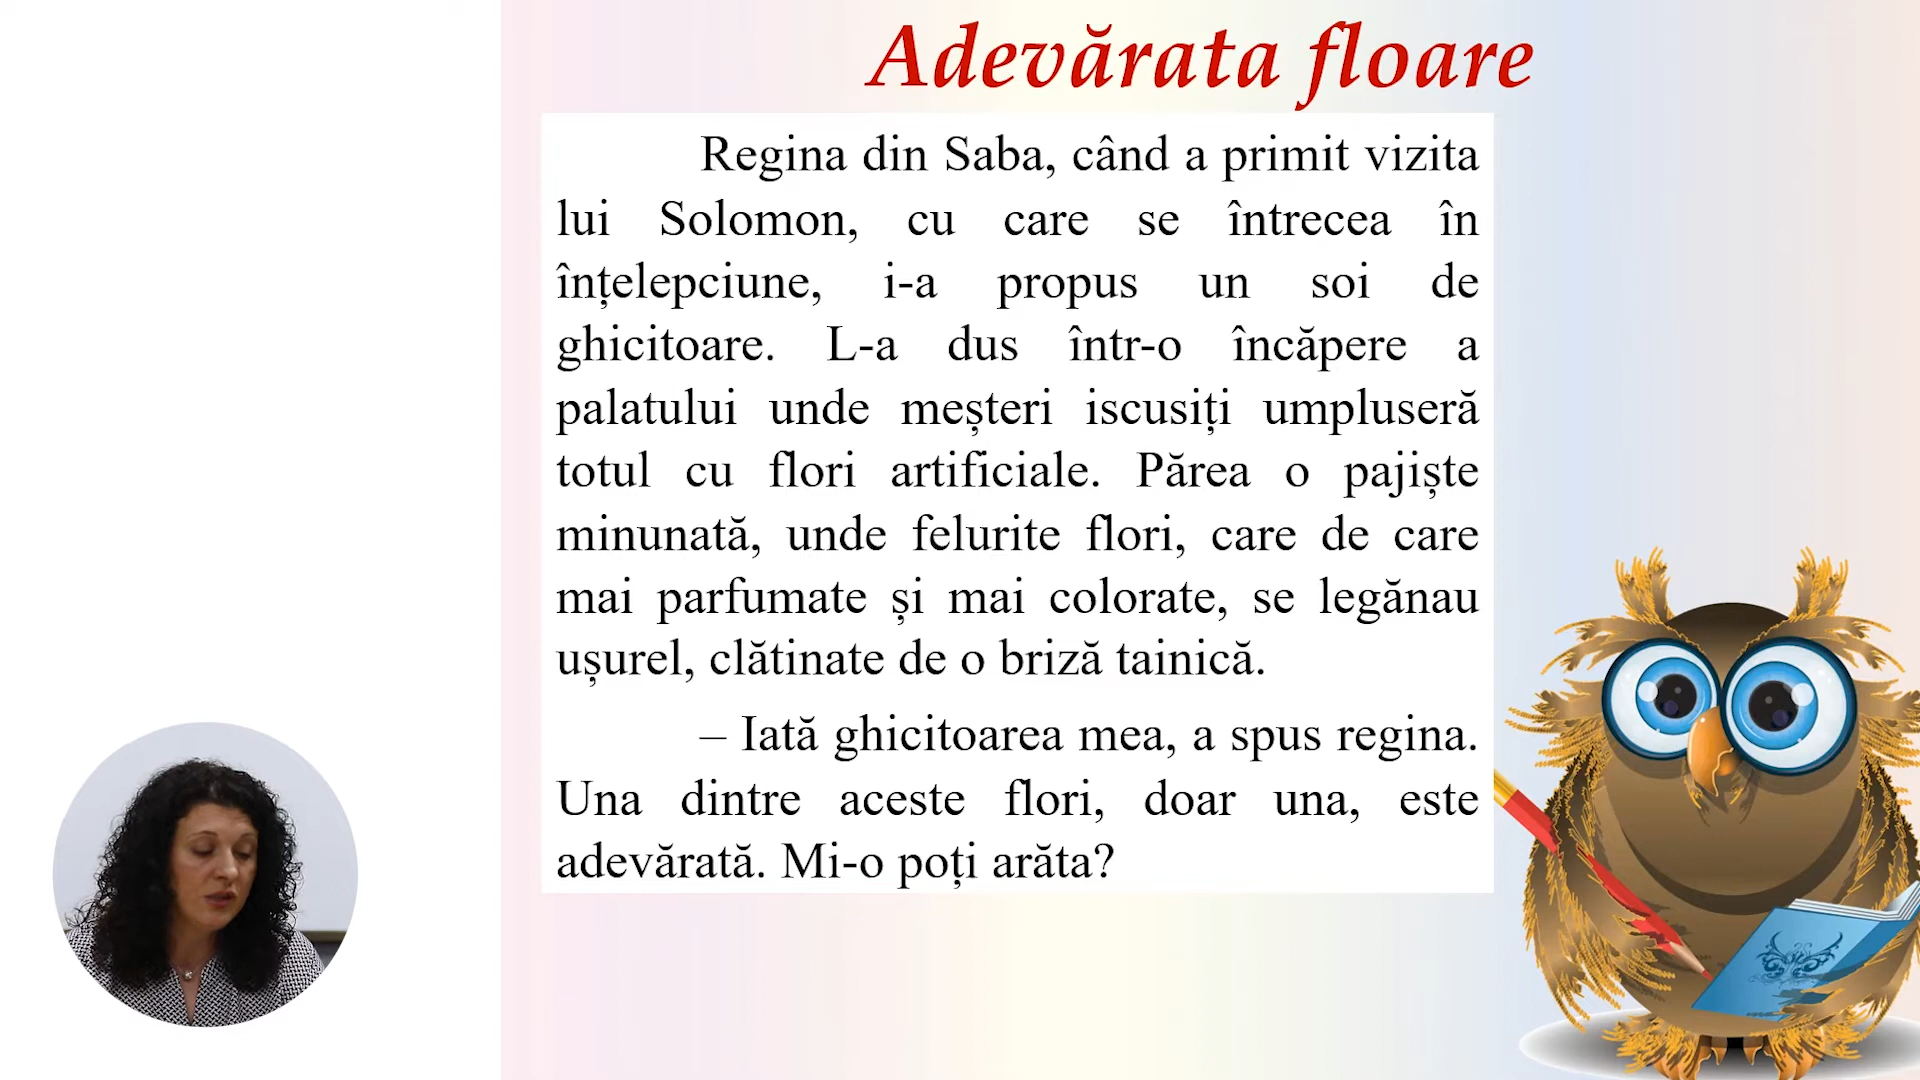 Adevărata floare
Regina din Saba, când a primit vizita
lui Solomon, cu care se întrecea în
înțelepciune, i-a propus un soi de
ghicitoare. L-a dus într-o încăpere a
palatului unde meșteri iscusiți umpluseră
totul cu flori artificiale. Părea o pajiște
minunată, unde felurite flori, care de care
mai parfumate și mai colorate, se legănau
ușurel, clătinate de o briză tainică.
– Iată ghicitoarea mea, a spus regina.
Una dintre aceste flori, doar una, este
adevărată. Mi-o poți arăta?